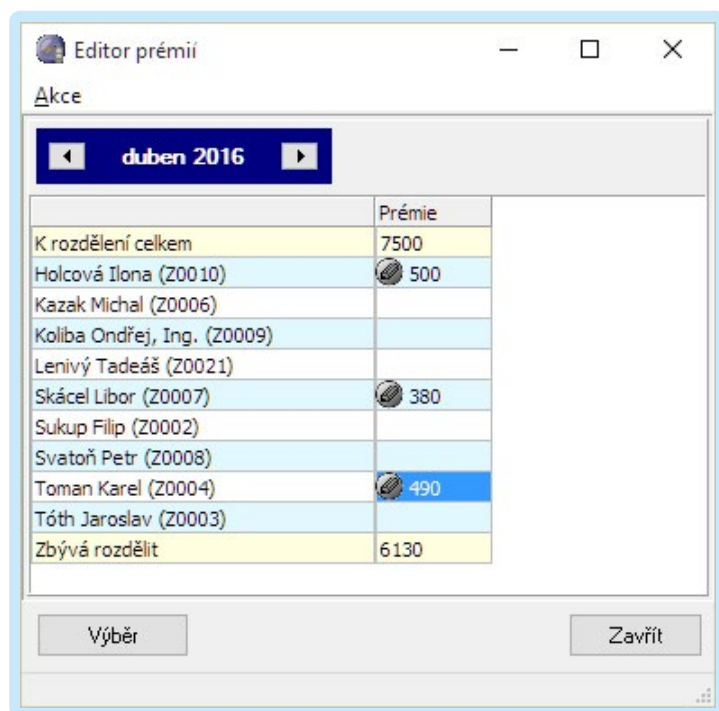 Editor prémií
Akce
duben 2016
Prémie
K rozdělení celkem 7500
Holcová Ilona (Z0010) 500
Kazak Michal (Z0006)
Koliba Ondřej, Ing. (Z0009)
Lenivý Tadeáš (Z0021)
Skácel Libor (Z0007) 380
Sukup Filip (Z0002)
Svatoň Petr (Z0008)
Toman Karel (Z0004) 490
Tóth Jaroslav (Z0003)
Zbývá rozdělit 6130
Výběr Zavřít